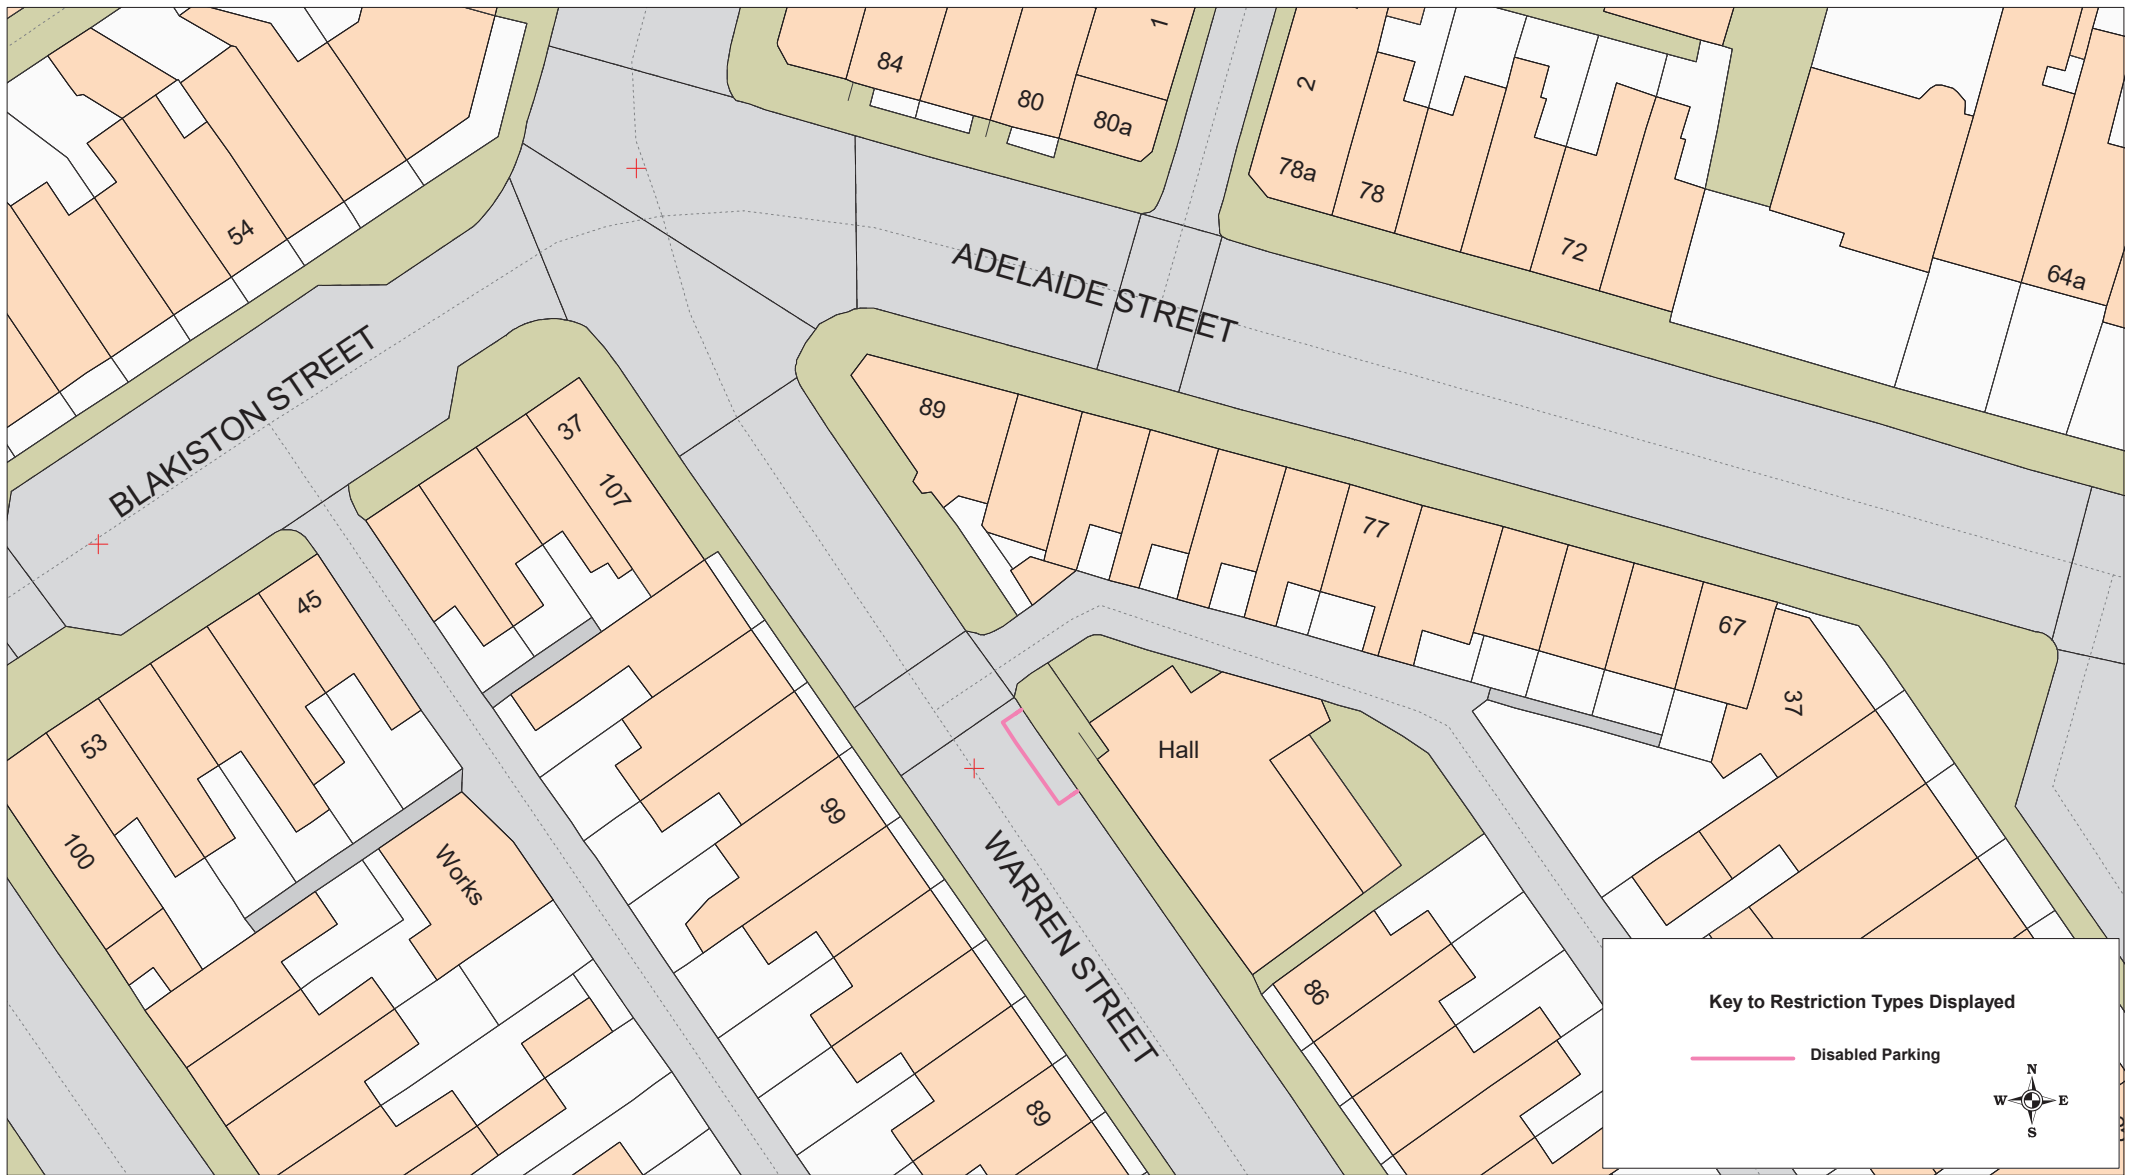 1
84
80
80a
2
78a
78
72
64a
54
ADELAIDE STREET
BLAKISTON STREET
89
37
107
77
67
37
45
53
100
Works
Hall
99
WARREN STREET
86
89
Key to Restriction Types Displayed
Disabled Parking
N
W
E
S